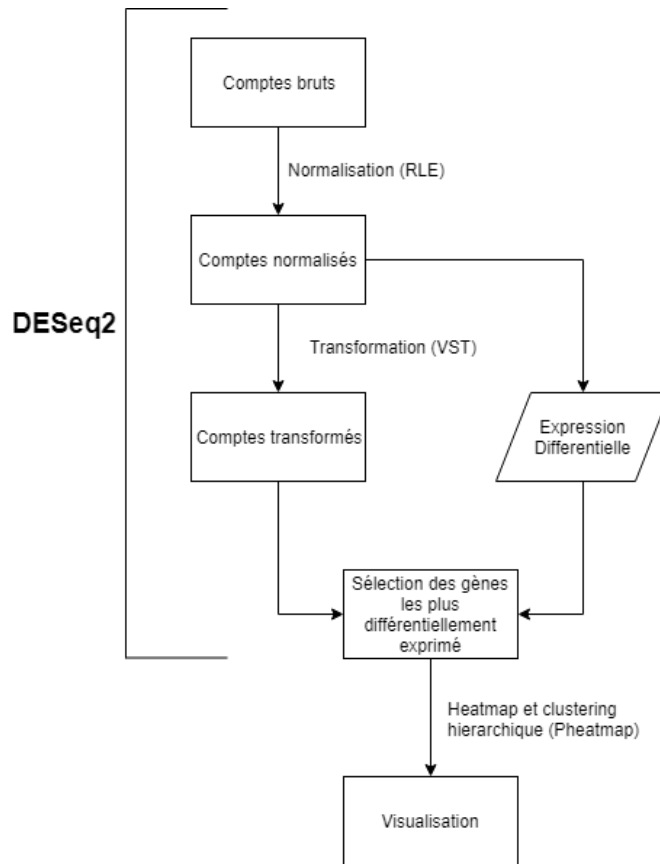 Comptes bruts
Normalisation (RLE)
Comptes normalisés
DESeq2
Transformation (VST)
Comptes transformés
Expression
Differentielle
Sélection des gènes
les plus
différentiellement
exprimé
Heatmap et clustering
hierarchique (Pheatmap)
Visualisation